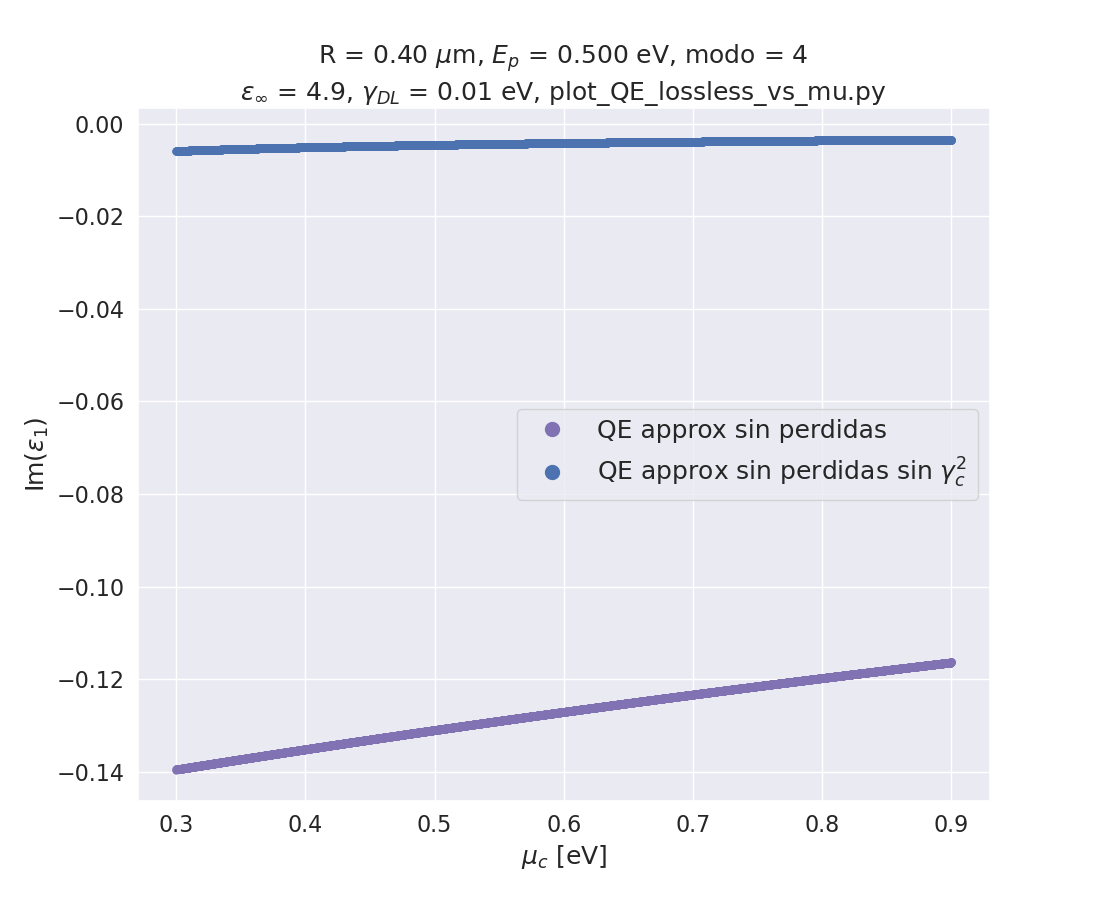 R = 0.40 μm, E_p = 0.500 eV, modo = 4
ε_∞ = 4.9, γ_DL = 0.01 eV, plot_QE_lossless_vs_mu.py
0.00
−0.02
−0.04
−0.06
−0.08
−0.10
−0.12
−0.14
Im(ε₁)
QE approx sin perdidas
QE approx sin perdidas sin γ_c²
0.3 0.4 0.5 0.6 0.7 0.8 0.9
μ_c [eV]